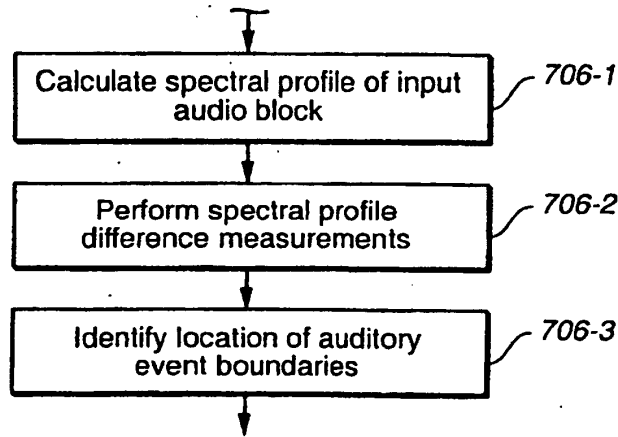 Calculate spectral profile of input
audio block
706-1
Perform spectral profile
difference measurements
706-2
Identify location of auditory
event boundaries
706-3